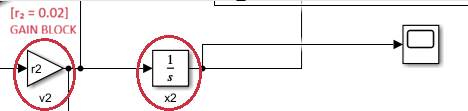 [r₂ = 0.02]
GAIN BLOCK
r2
1
s
v2
x2